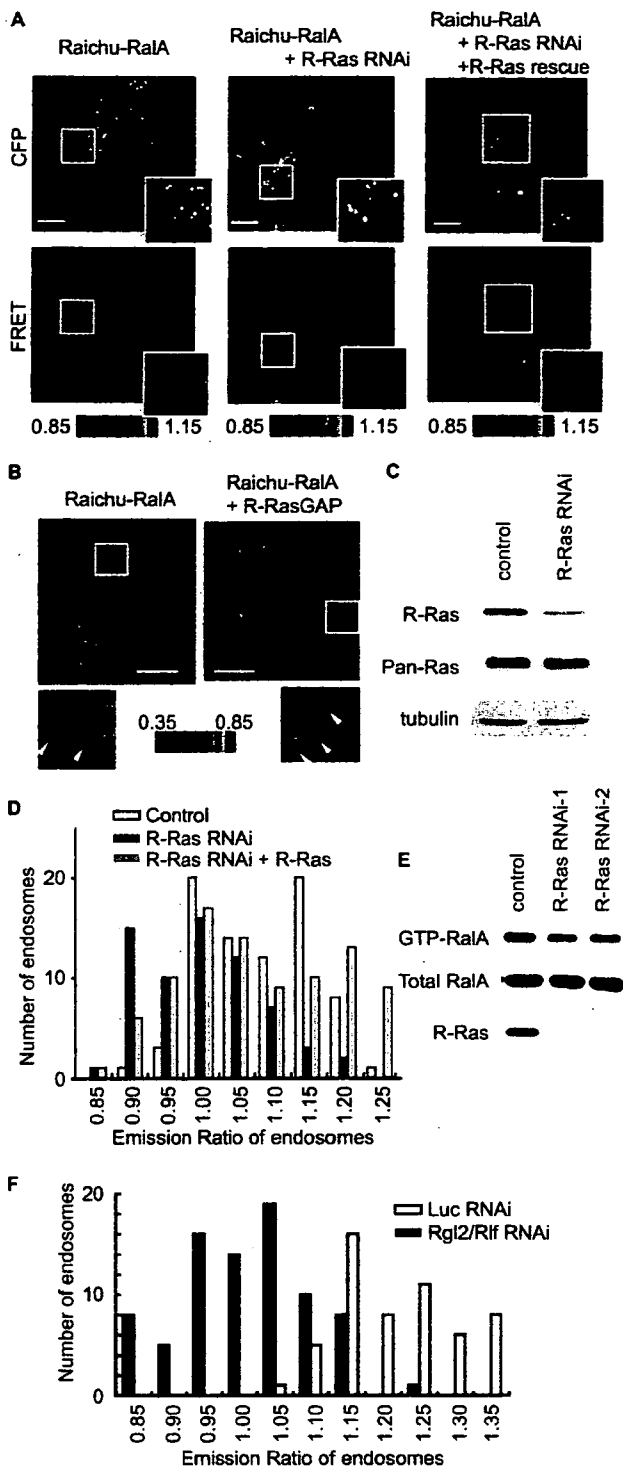 A
Raichu-RalA
Raichu-RalA
+ R-Ras RNAi
Raichu-RalA
+ R-Ras RNAi
+R-Ras rescue
CFP
FRET
0.85 1.15
0.85 1.15
0.85 1.15
B
Raichu-RalA
Raichu-RalA
+ R-RasGAP
0.35 0.85
C
control
R-Ras RNAi
R-Ras
Pan-Ras
tubulin
D
Control
R-Ras RNAi
R-Ras RNAi + R-Ras
Number of endosomes
20
10
0
0.85 0.90 0.95 1.00 1.05 1.10 1.15 1.20 1.25
Emission Ratio of endosomes
E
control
R-Ras RNAi-1
R-Ras RNAi-2
GTP-RalA
Total RalA
R-Ras
F
Luc RNAi
Rgl2/Rlf RNAi
Number of endosomes
20
10
0
0.85 0.90 0.95 1.00 1.05 1.10 1.15 1.20 1.25 1.30 1.35
Emission Ratio of endosomes